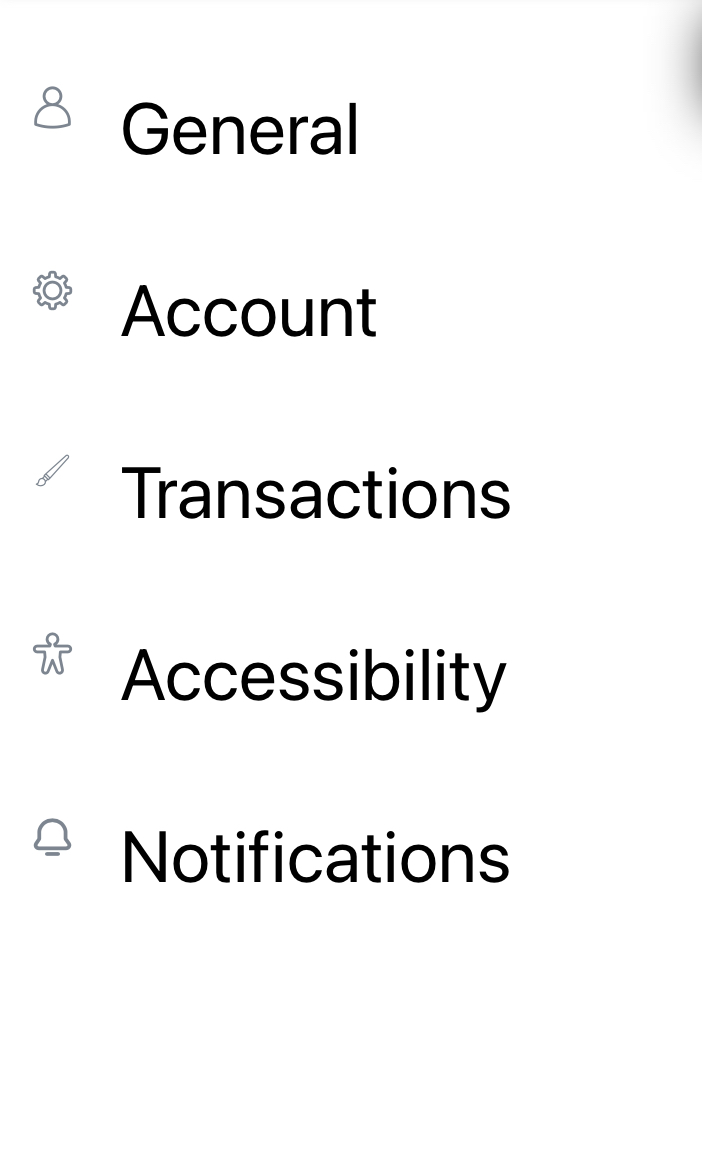 General
Account
Transactions
Accessibility
Notifications